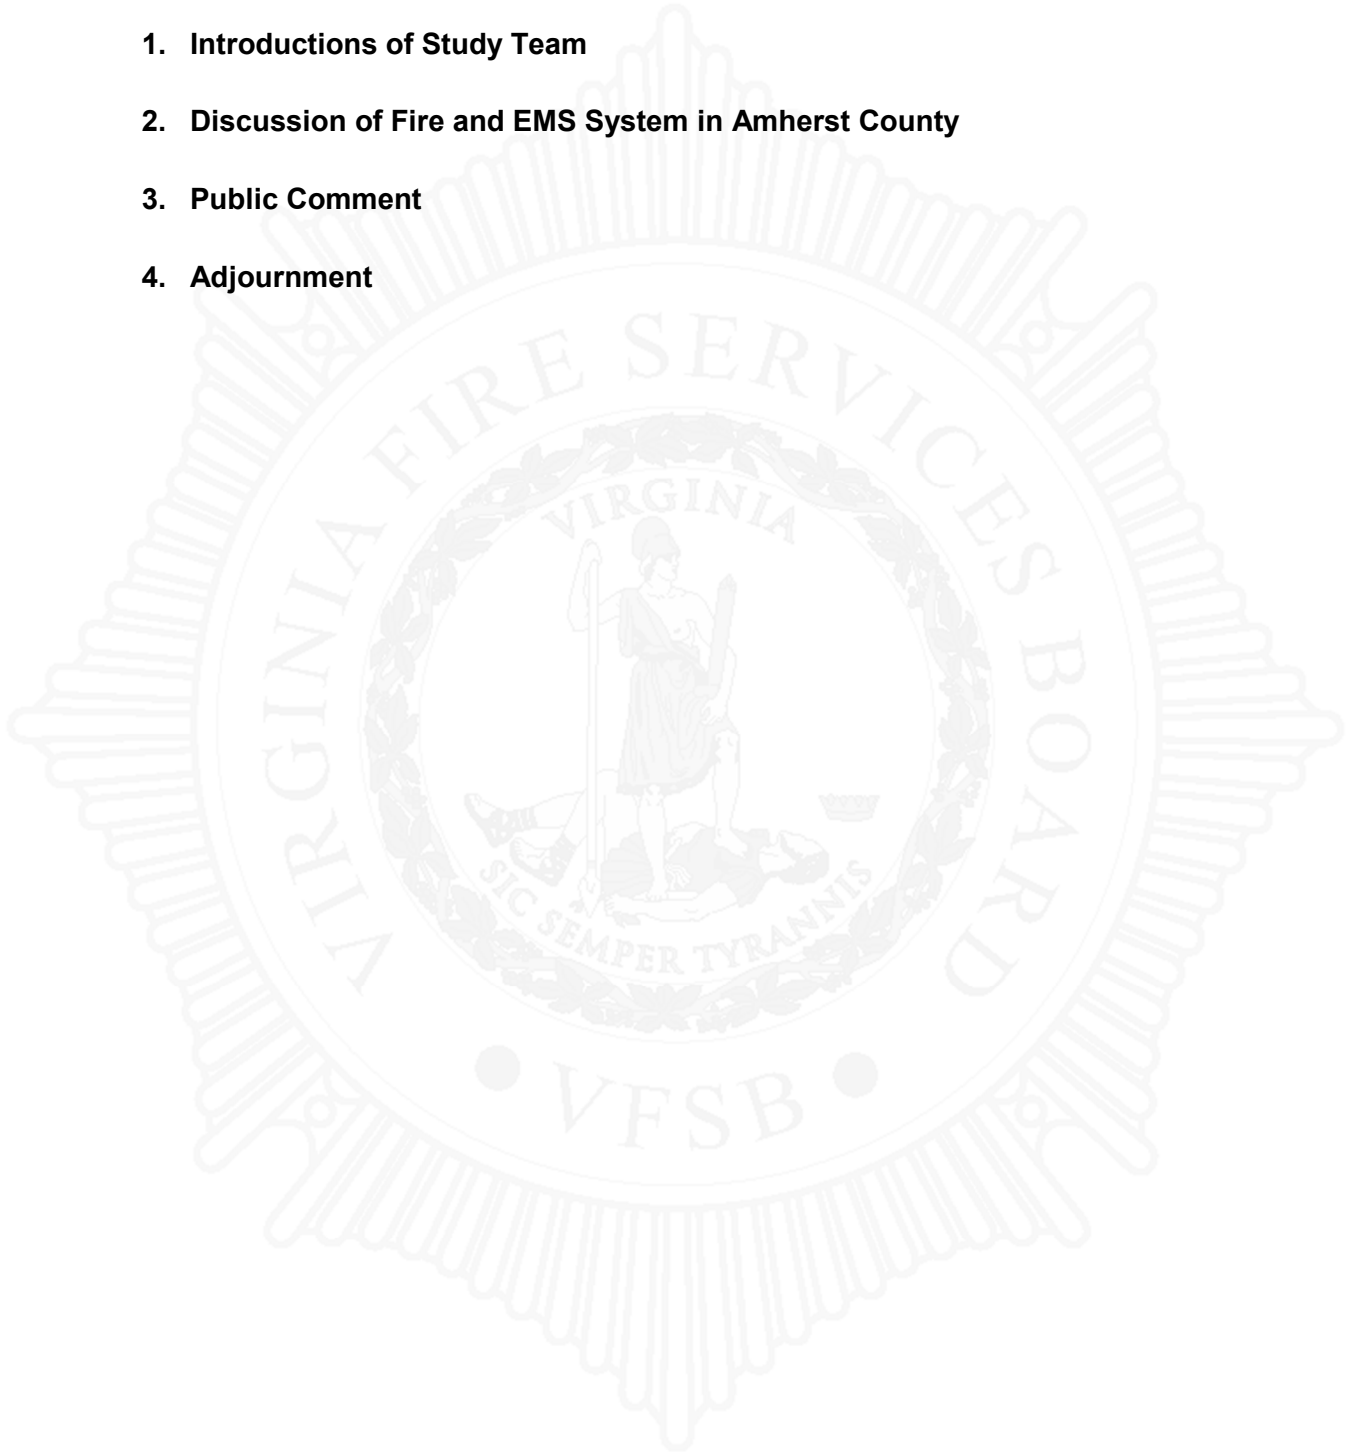 1. Introductions of Study Team
2. Discussion of Fire and EMS System in Amherst County
3. Public Comment
4. Adjournment
VIRGINIA FIRE SERVICES BOARD
VIRGINIA
SIC SEMPER TYRANNIS
• VFSB •